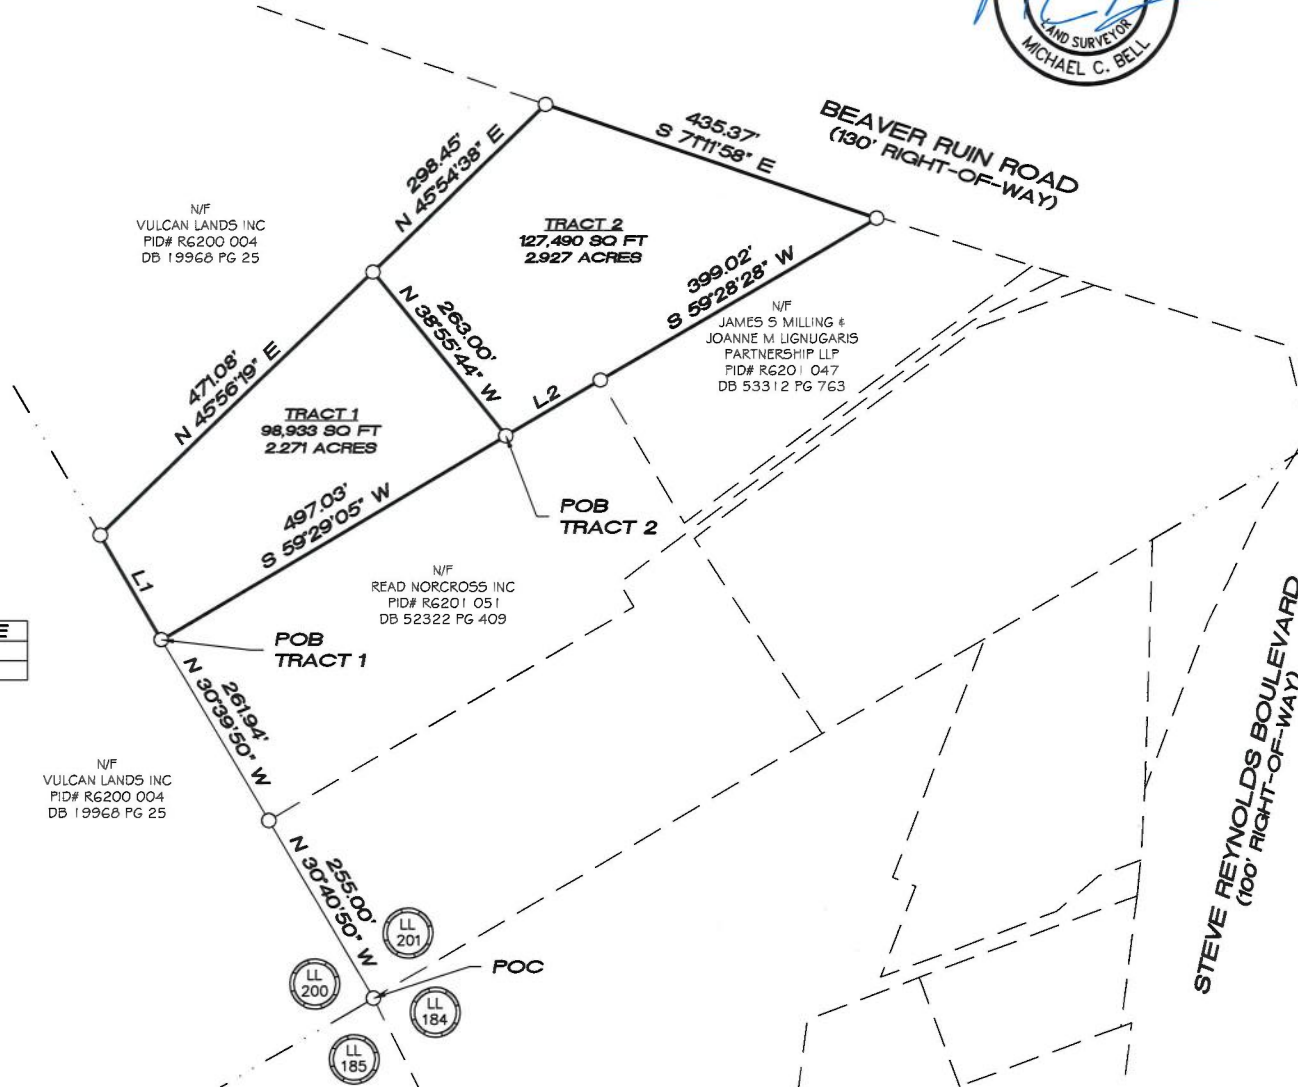 LAND SURVEYOR
MICHAEL C. BELL
BEAVER RUIN ROAD
(130' RIGHT-OF-WAY)
435.37'
S 71°11'58" E
298.45'
N 45°54'38" E
N/F
VULCAN LANDS INC
PID# R6200 004
DB 19968 PG 25
TRACT 2
127,490 SQ FT
2.927 ACRES
399.02'
S 59°28'28" W
263.00'
N 38°55'44" W
N/F
JAMES S MILLING &
JOANNE M LIGNUGARIS
PARTNERSHIP LLP
PID# R6201 047
DB 53312 PG 763
471.08'
N 45°56'19" E
L2
TRACT 1
98,933 SQ FT
2.271 ACRES
497.03'
S 59°29'05" W
POB
TRACT 2
L1
N/F
READ NORCROSS INC
PID# R6201 051
DB 52322 PG 409
E
POB
TRACT 1
261.94'
N 30°39'50" W
STEVE REYNOLDS BOULEVARD
(100' RIGHT-OF-WAY)
N/F
VULCAN LANDS INC
PID# R6200 004
DB 19968 PG 25
255.00'
N 30°40'50" W
LL
201
POC
LL
200
LL
184
LL
185